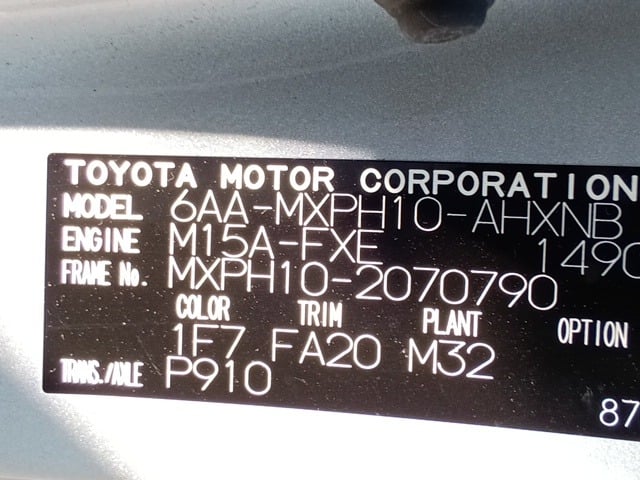 TOYOTA MOTOR CORPORATION
MODEL 6AA-MXPH10-AHXNB
ENGINE M15A-FXE 1490
FRAME No. MXPH10-2070790
COLOR TRIM PLANT OPTION
1F7 FA20 M32
TRANS./AXLE P910
87